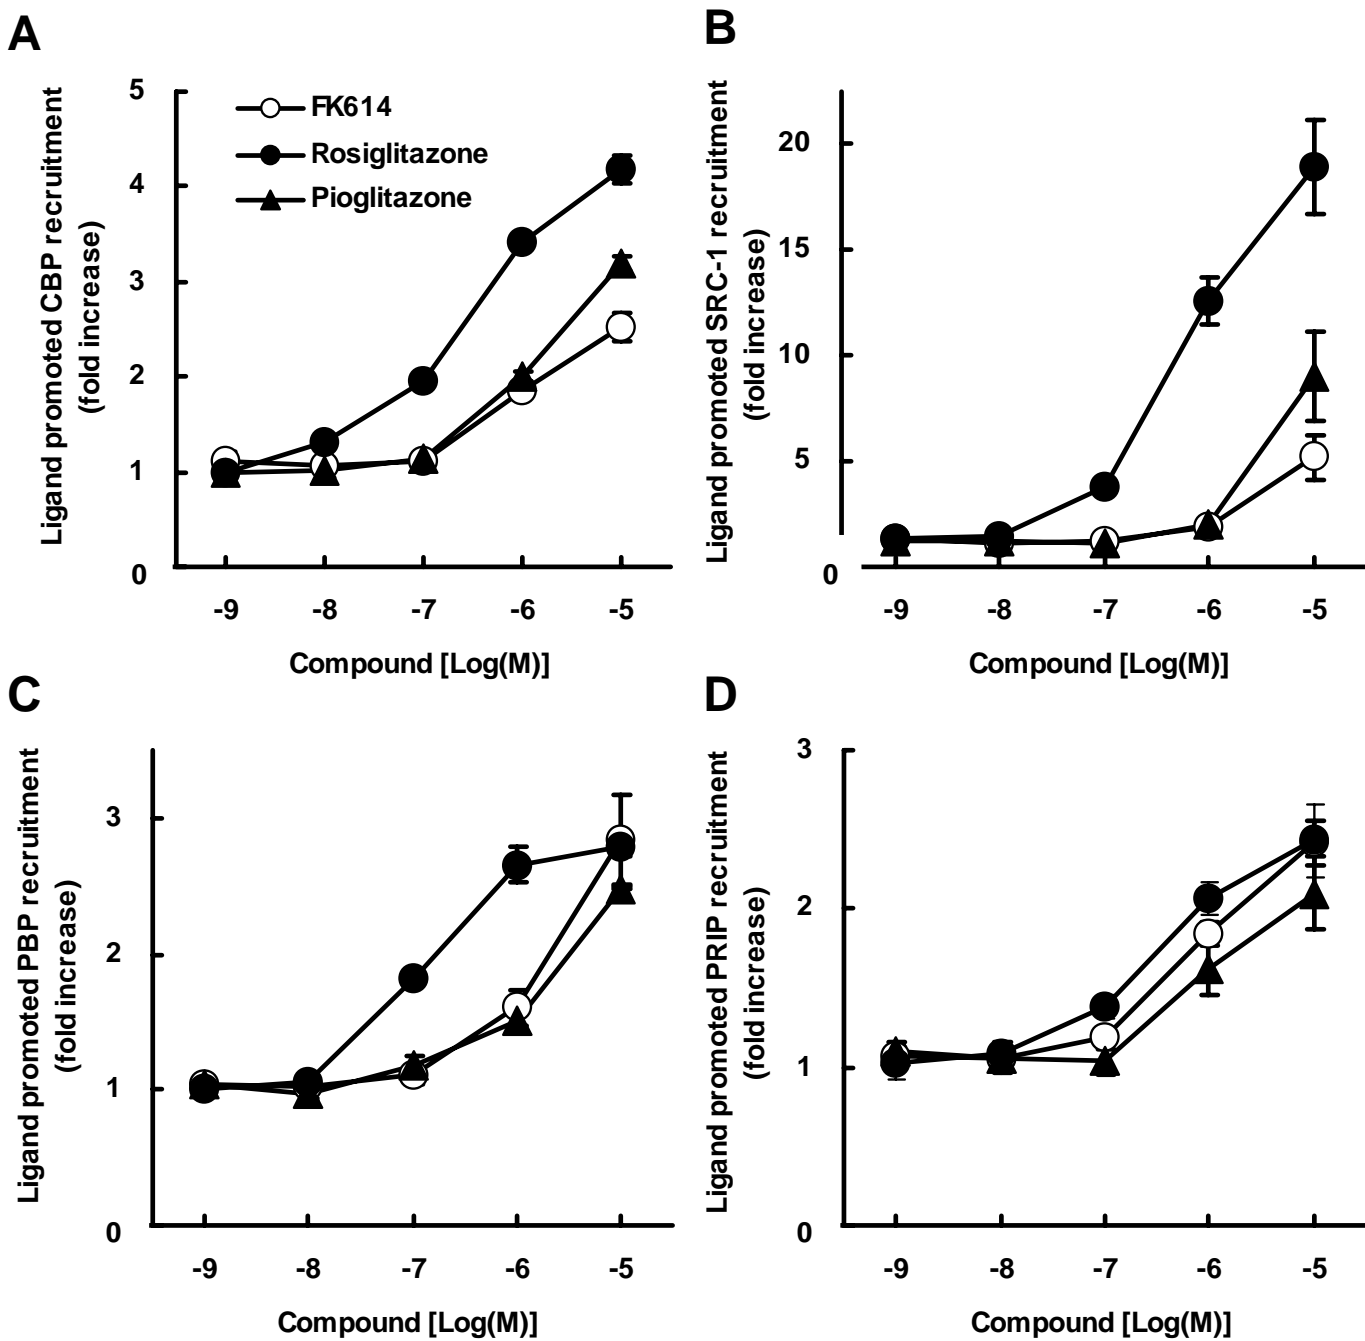 A
Ligand promoted CBP recruitment
(fold increase)
5
4
3
2
1
0
FK614
Rosiglitazone
Pioglitazone
-9 -8 -7 -6 -5
Compound [Log(M)]
B
Ligand promoted SRC-1 recruitment
(fold increase)
20
15
10
5
0
-9 -8 -7 -6 -5
Compound [Log(M)]
C
Ligand promoted PBP recruitment
(fold increase)
3
2
1
0
-9 -8 -7 -6 -5
Compound [Log(M)]
D
Ligand promoted PRIP recruitment
(fold increase)
3
2
1
0
-9 -8 -7 -6 -5
Compound [Log(M)]